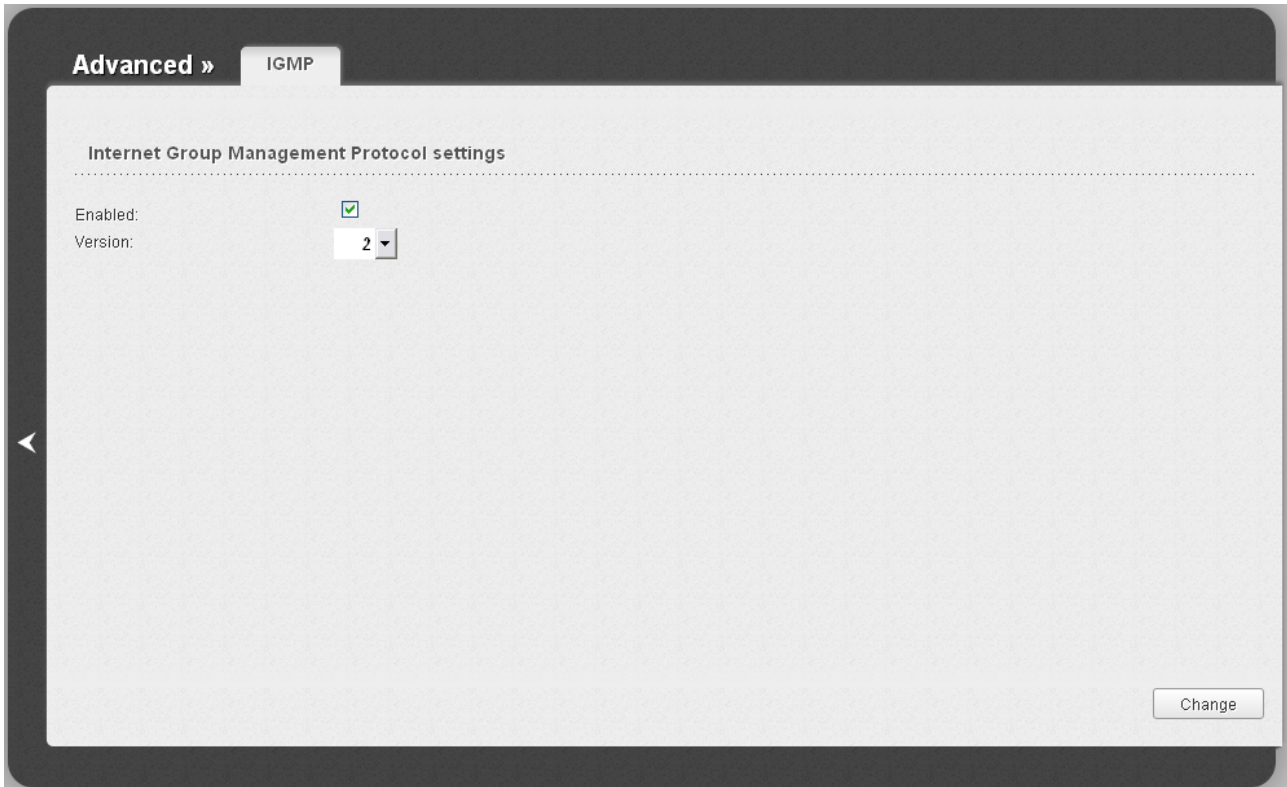 Advanced » IGMP
Internet Group Management Protocol settings
Enabled:
Version: 2
Change